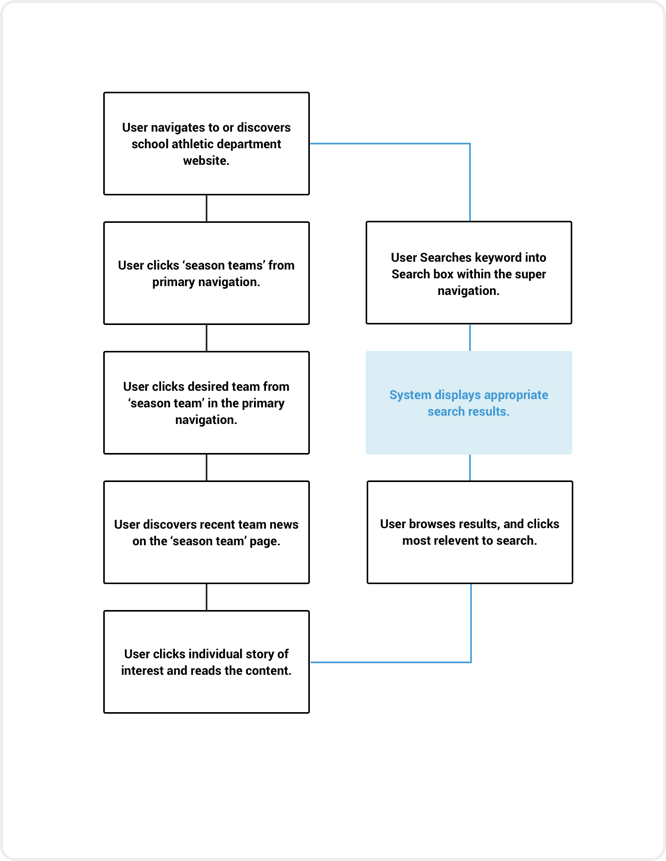 User navigates to or discovers
school athletic department
website.
User clicks ‘season teams’ from
primary navigation.
User Searches keyword into
Search box within the super
navigation.
User clicks desired team from
‘season team’ in the primary
navigation.
System displays appropriate
search results.
User discovers recent team news
on the ‘season team’ page.
User browses results, and clicks
most relevent to search.
User clicks individual story of
interest and reads the content.